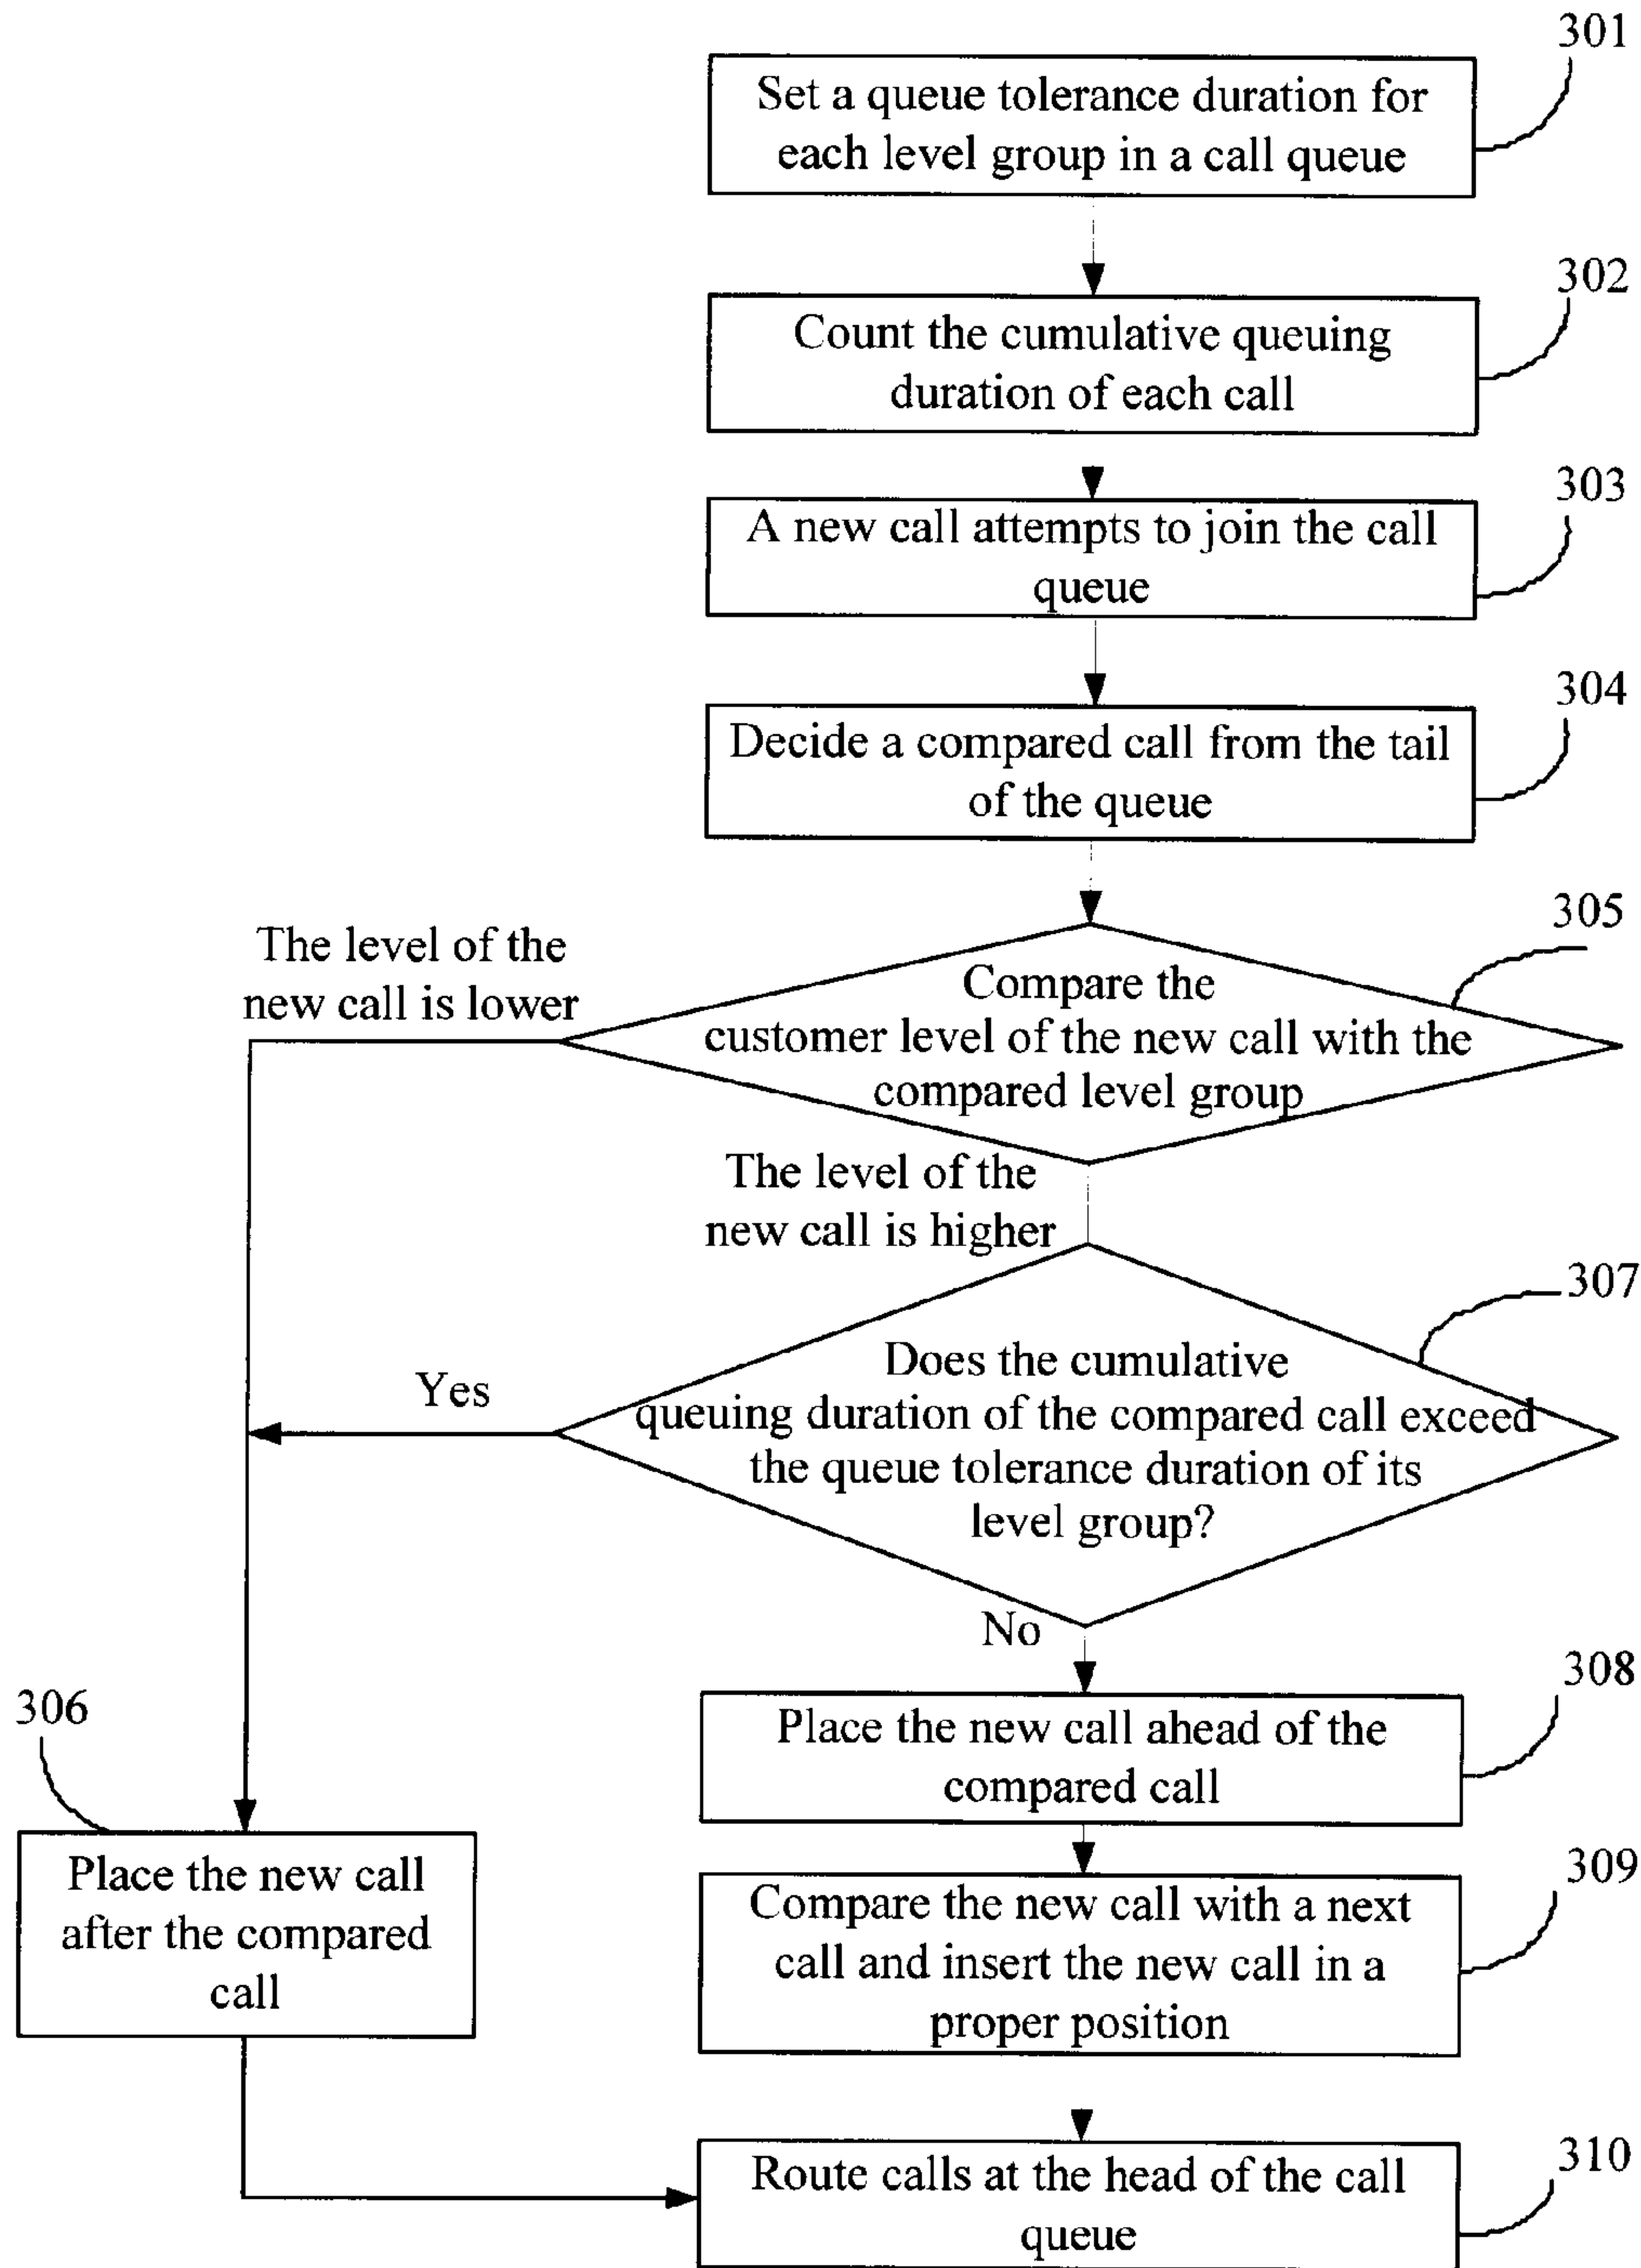 301
Set a queue tolerance duration for
each level group in a call queue
302
Count the cumulative queuing
duration of each call
303
A new call attempts to join the call
queue
304
Decide a compared call from the tail
of the queue
305
The level of the
new call is lower
Compare the
customer level of the new call with the
compared level group
The level of the
new call is higher
307
Does the cumulative
queuing duration of the compared call exceed
the queue tolerance duration of its
level group?
Yes
No
308
Place the new call ahead of the
compared call
306
Place the new call
after the compared
call
309
Compare the new call with a next
call and insert the new call in a
proper position
310
Route calls at the head of the call
queue